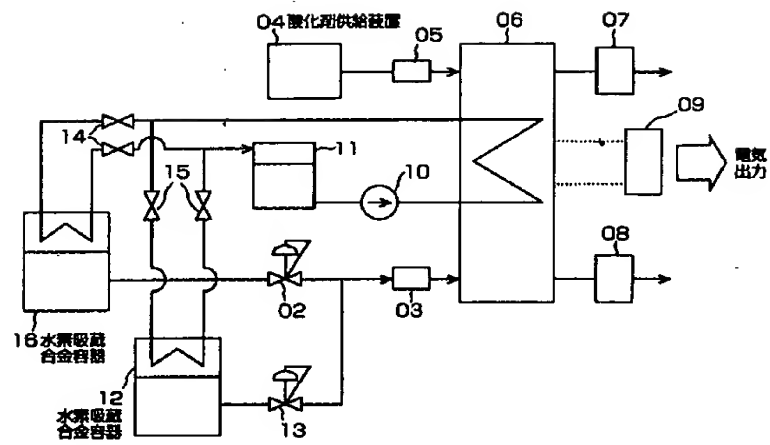 04酸化剤供給装置
05
06
07
09
電気
出力
14
11
10
15
02
03
08
16水素吸蔵
合金容器
12
水素吸蔵
合金容器
13